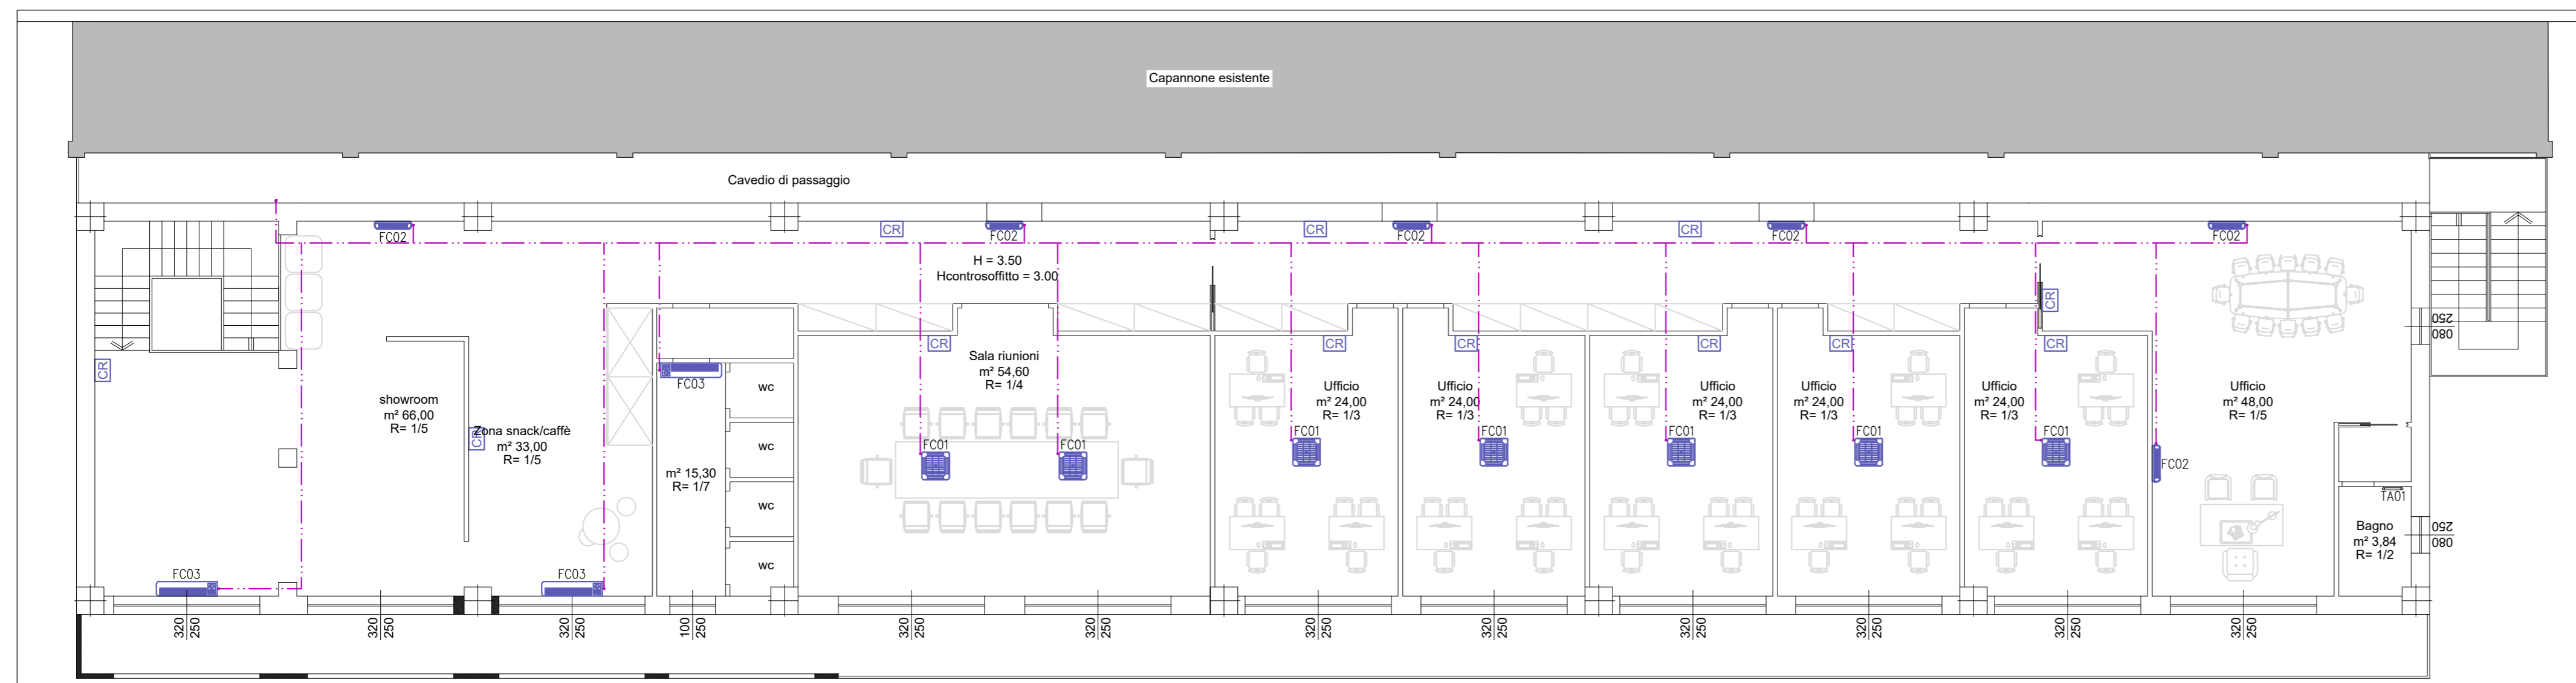 Capannone esistente
Cavedio di passaggio
FC02
CR
FC02
CR
FC02
CR
FC02
FC02
H = 3.50
Hcontrosoffitto = 3.00
CR
250
080
CR
FC03
CR
Sala riunioni
m² 54,60
R= 1/4
CR
CR
CR
CR
CR
showroom
m² 66,00
R= 1/5
CR
Zona snack/caffè
m² 33,00
R= 1/5
wc
wc
wc
wc
m² 15,30
R= 1/7
FC01
FC01
Ufficio
m² 24,00
R= 1/3
FC01
Ufficio
m² 24,00
R= 1/3
FC01
Ufficio
m² 24,00
R= 1/3
FC01
Ufficio
m² 24,00
R= 1/3
FC01
Ufficio
m² 24,00
R= 1/3
FC01
Ufficio
m² 48,00
R= 1/5
FC02
TA01
Bagno
m² 3,84
R= 1/2
250
080
FC03
FC03
320
250
320
250
320
250
100
250
320
250
320
250
320
250
320
250
320
250
320
250
320
250
320
250